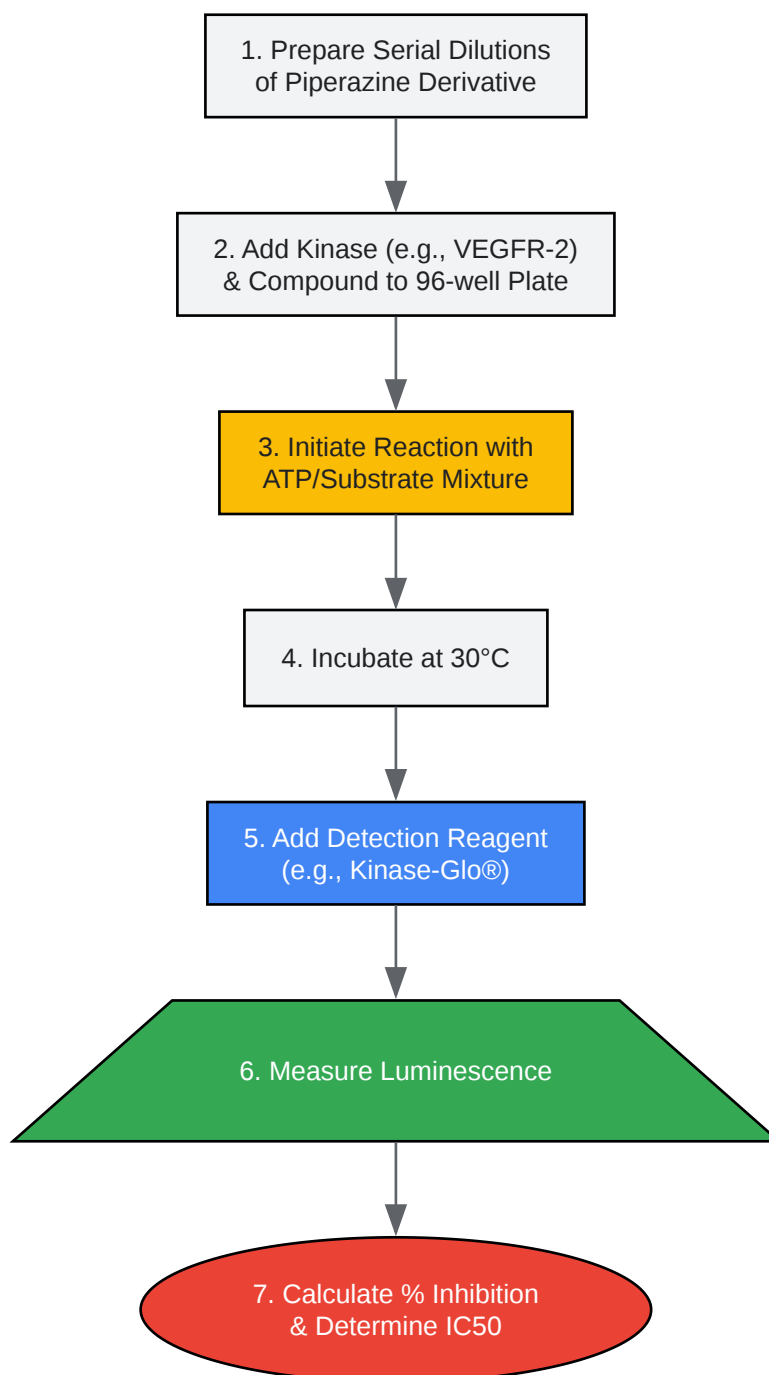 1. Prepare Serial Dilutions
of Piperazine Derivative
2. Add Kinase (e.g., VEGFR-2)
& Compound to 96-well Plate
3. Initiate Reaction with
ATP/Substrate Mixture
4. Incubate at 30°C
5. Add Detection Reagent
(e.g., Kinase-Glo®)
6. Measure Luminescence
7. Calculate % Inhibition
& Determine IC50